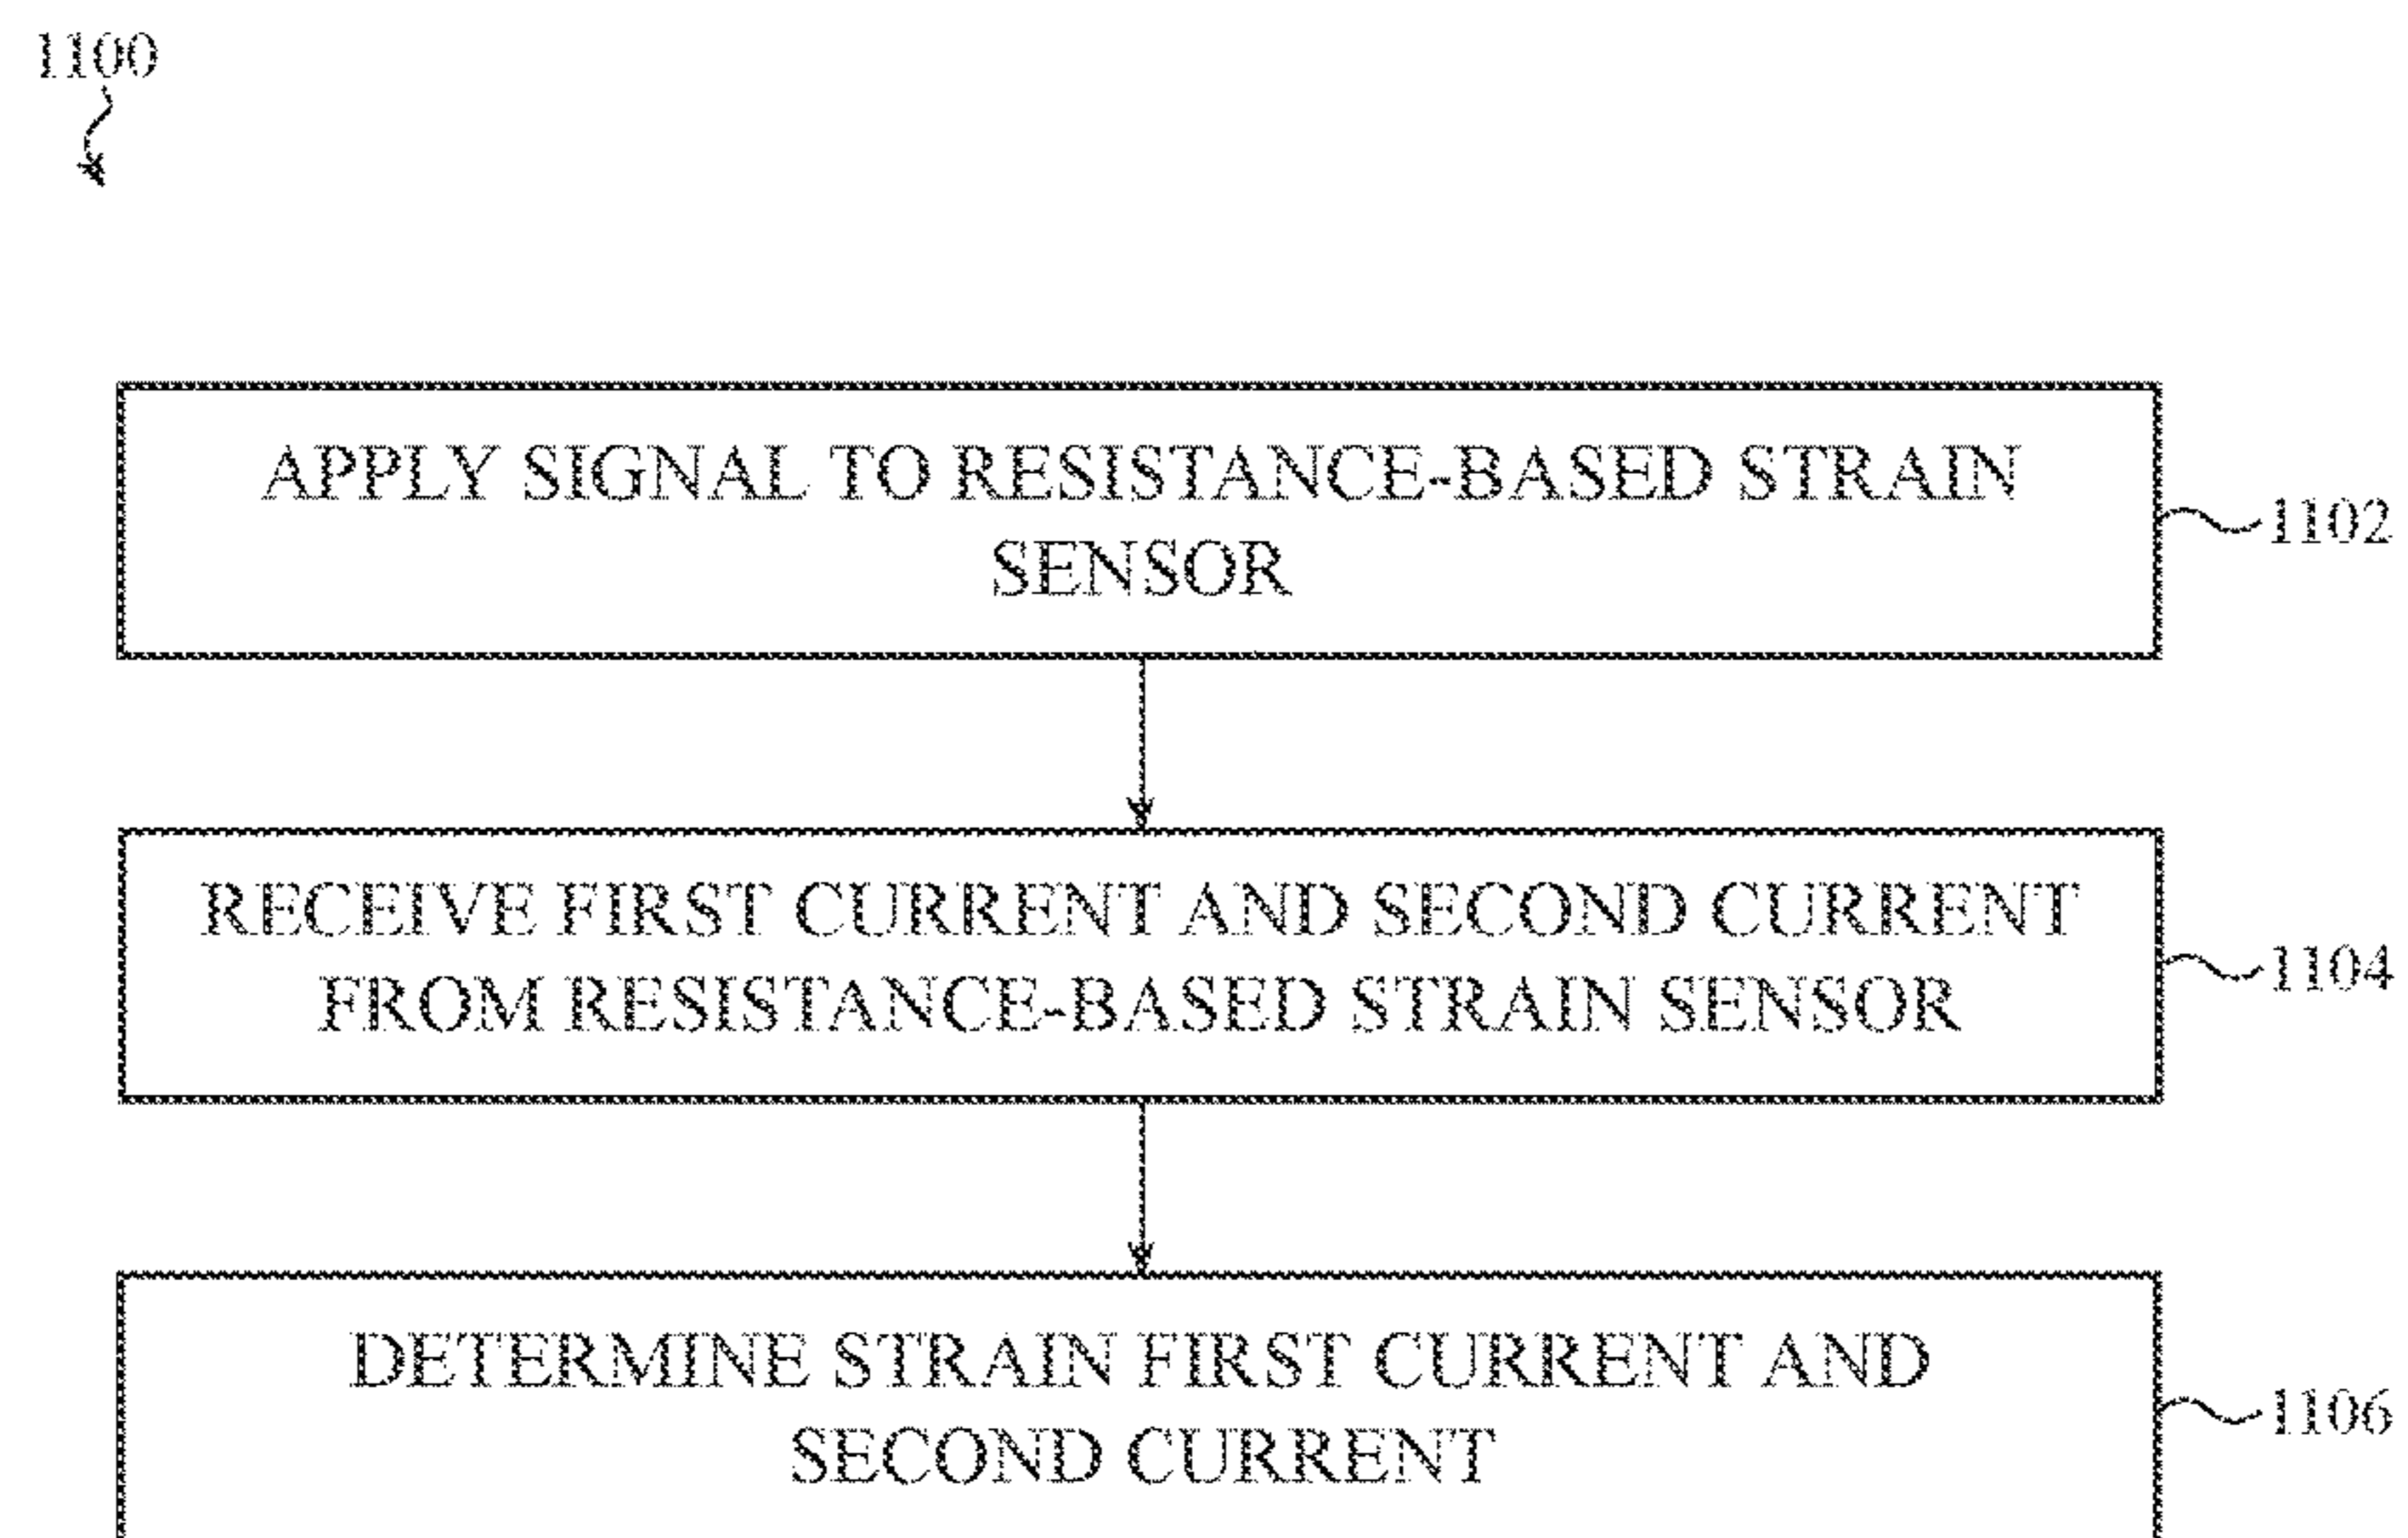 1100
APPLY SIGNAL TO RESISTANCE-BASED STRAIN
SENSOR
1102
RECEIVE FIRST CURRENT AND SECOND CURRENT
FROM RESISTANCE-BASED STRAIN SENSOR
1104
DETERMINE STRAIN FIRST CURRENT AND
SECOND CURRENT
1106